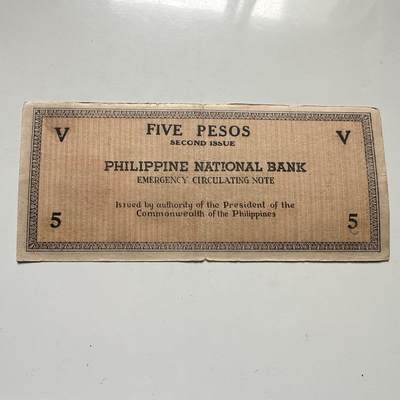 V FIVE PESOS V
SECOND ISSUE
PHILIPPINE NATIONAL BANK
EMERGENCY CIRCULATING NOTE
Issued by authority of the President of the
5 Commonwealth of the Philippines 5